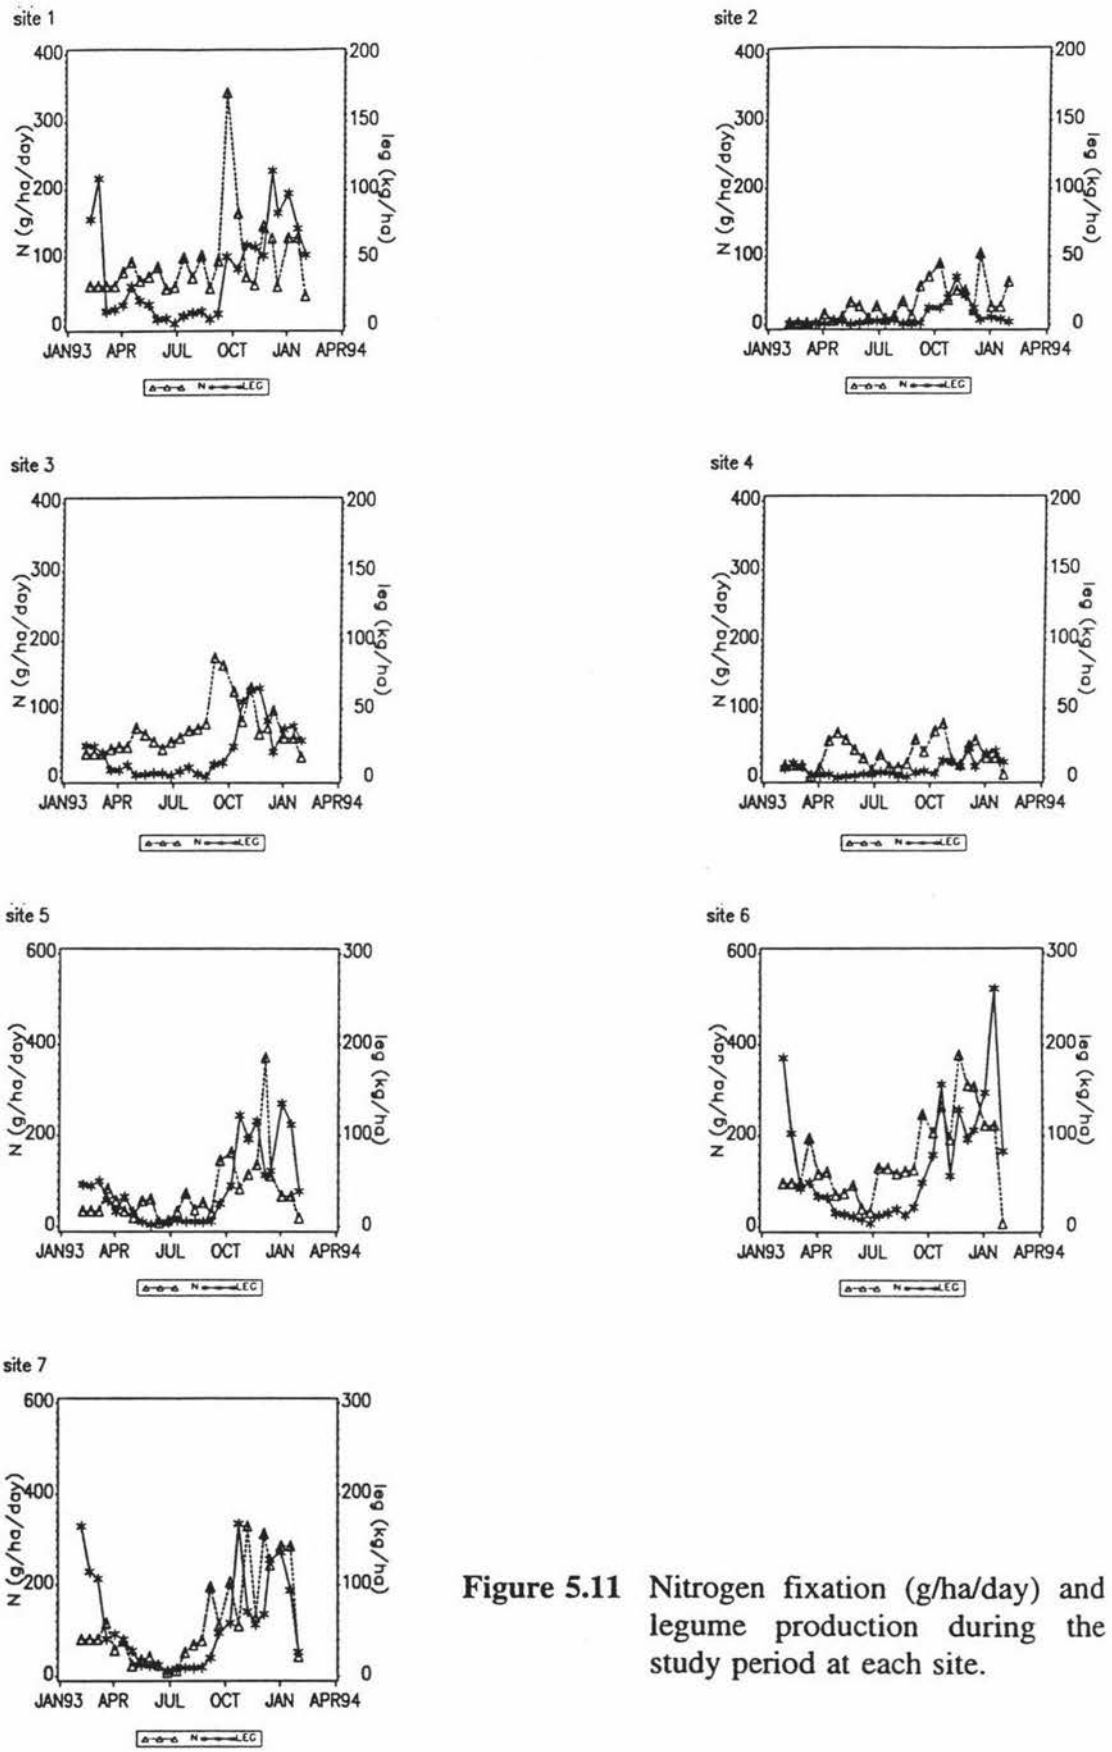 site 1
site 2
400
300
200
100
0
N (g/ha/day)
200
150
100
50
0
leg (kg/ha)
JAN93 APR JUL OCT JAN APR94
N LEG
400
300
200
100
0
N (g/ha/day)
200
150
100
50
0
leg (kg/ha)
JAN93 APR JUL OCT JAN APR94
N LEG
site 3
site 4
400
300
200
100
0
N (g/ha/day)
200
150
100
50
0
leg (kg/ha)
JAN93 APR JUL OCT JAN APR94
N LEG
400
300
200
100
0
N (g/ha/day)
200
150
100
50
0
leg (kg/ha)
JAN93 APR JUL OCT JAN APR94
N LEG
site 5
site 6
600
400
200
0
N (g/ha/day)
300
200
100
0
leg (kg/ha)
JAN93 APR JUL OCT JAN APR94
N LEG
600
400
200
0
N (g/ha/day)
300
200
100
0
leg (kg/ha)
JAN93 APR JUL OCT JAN APR94
N LEG
site 7
600
400
200
0
N (g/ha/day)
300
200
100
0
leg (kg/ha)
JAN93 APR JUL OCT JAN APR94
N LEG
Figure 5.11 Nitrogen fixation (g/ha/day) and
legume production during the
study period at each site.